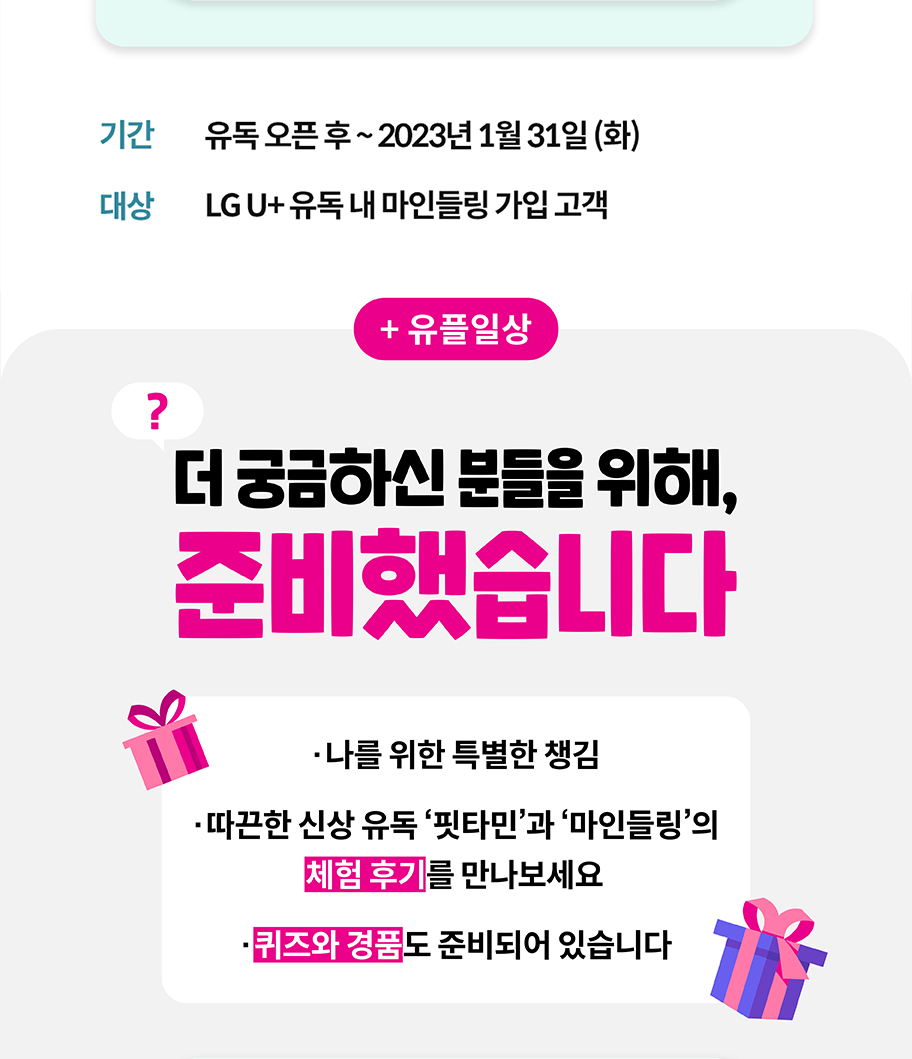 기간 유독 오픈 후 ~ 2023년 1월 31일 (화)
대상 LG U+ 유독 내 마인들링 가입 고객
+ 유플일상
?
더 궁금하신 분들을 위해,
준비했습니다
·나를 위한 특별한 챙김
·따끈한 신상 유독 ‘핏타민’과 ‘마인들링’의
체험 후기를 만나보세요
·퀴즈와 경품도 준비되어 있습니다